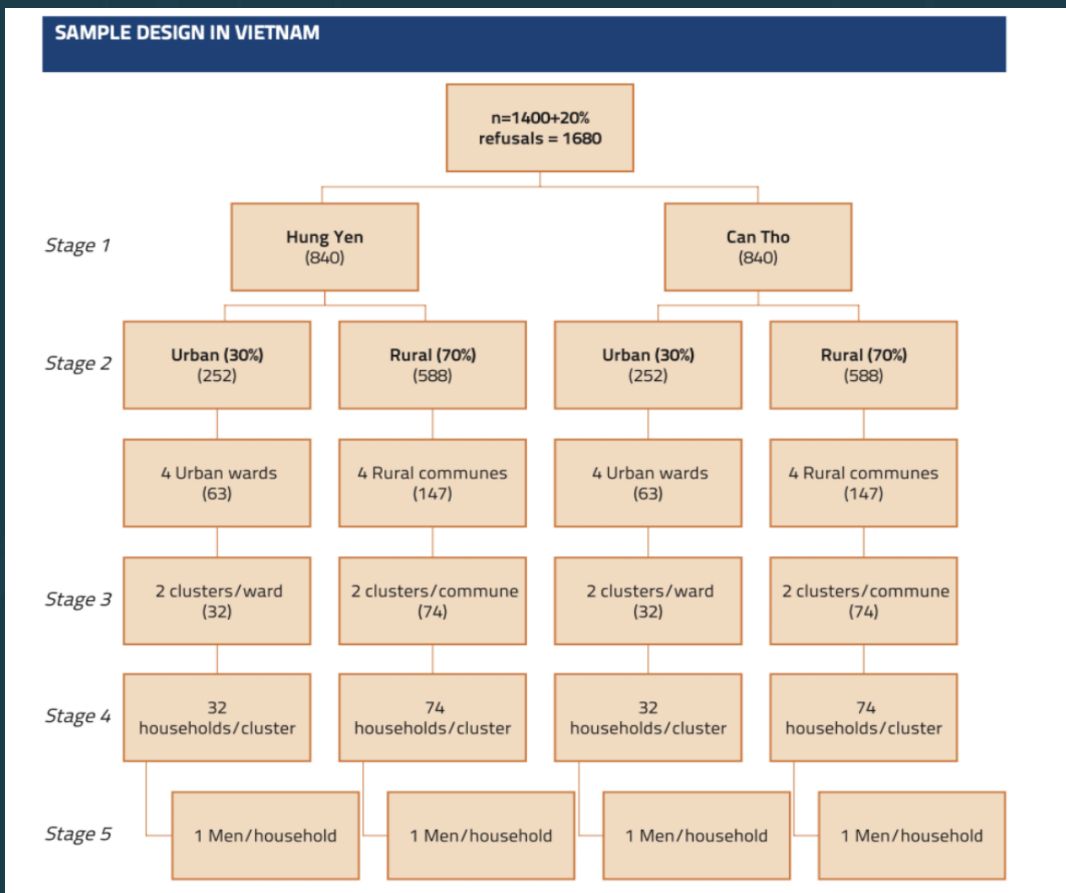 SAMPLE DESIGN IN VIETNAM
n=1400+20%
refusals = 1680
Stage 1
Hung Yen
(840)
Can Tho
(840)
Stage 2
Urban (30%)
(252)
Rural (70%)
(588)
Urban (30%)
(252)
Rural (70%)
(588)
4 Urban wards
(63)
4 Rural communes
(147)
4 Urban wards
(63)
4 Rural communes
(147)
Stage 3
2 clusters/ward
(32)
2 clusters/commune
(74)
2 clusters/ward
(32)
2 clusters/commune
(74)
Stage 4
32
households/cluster
74
households/cluster
32
households/cluster
74
households/cluster
Stage 5
1 Men/household
1 Men/household
1 Men/household
1 Men/household